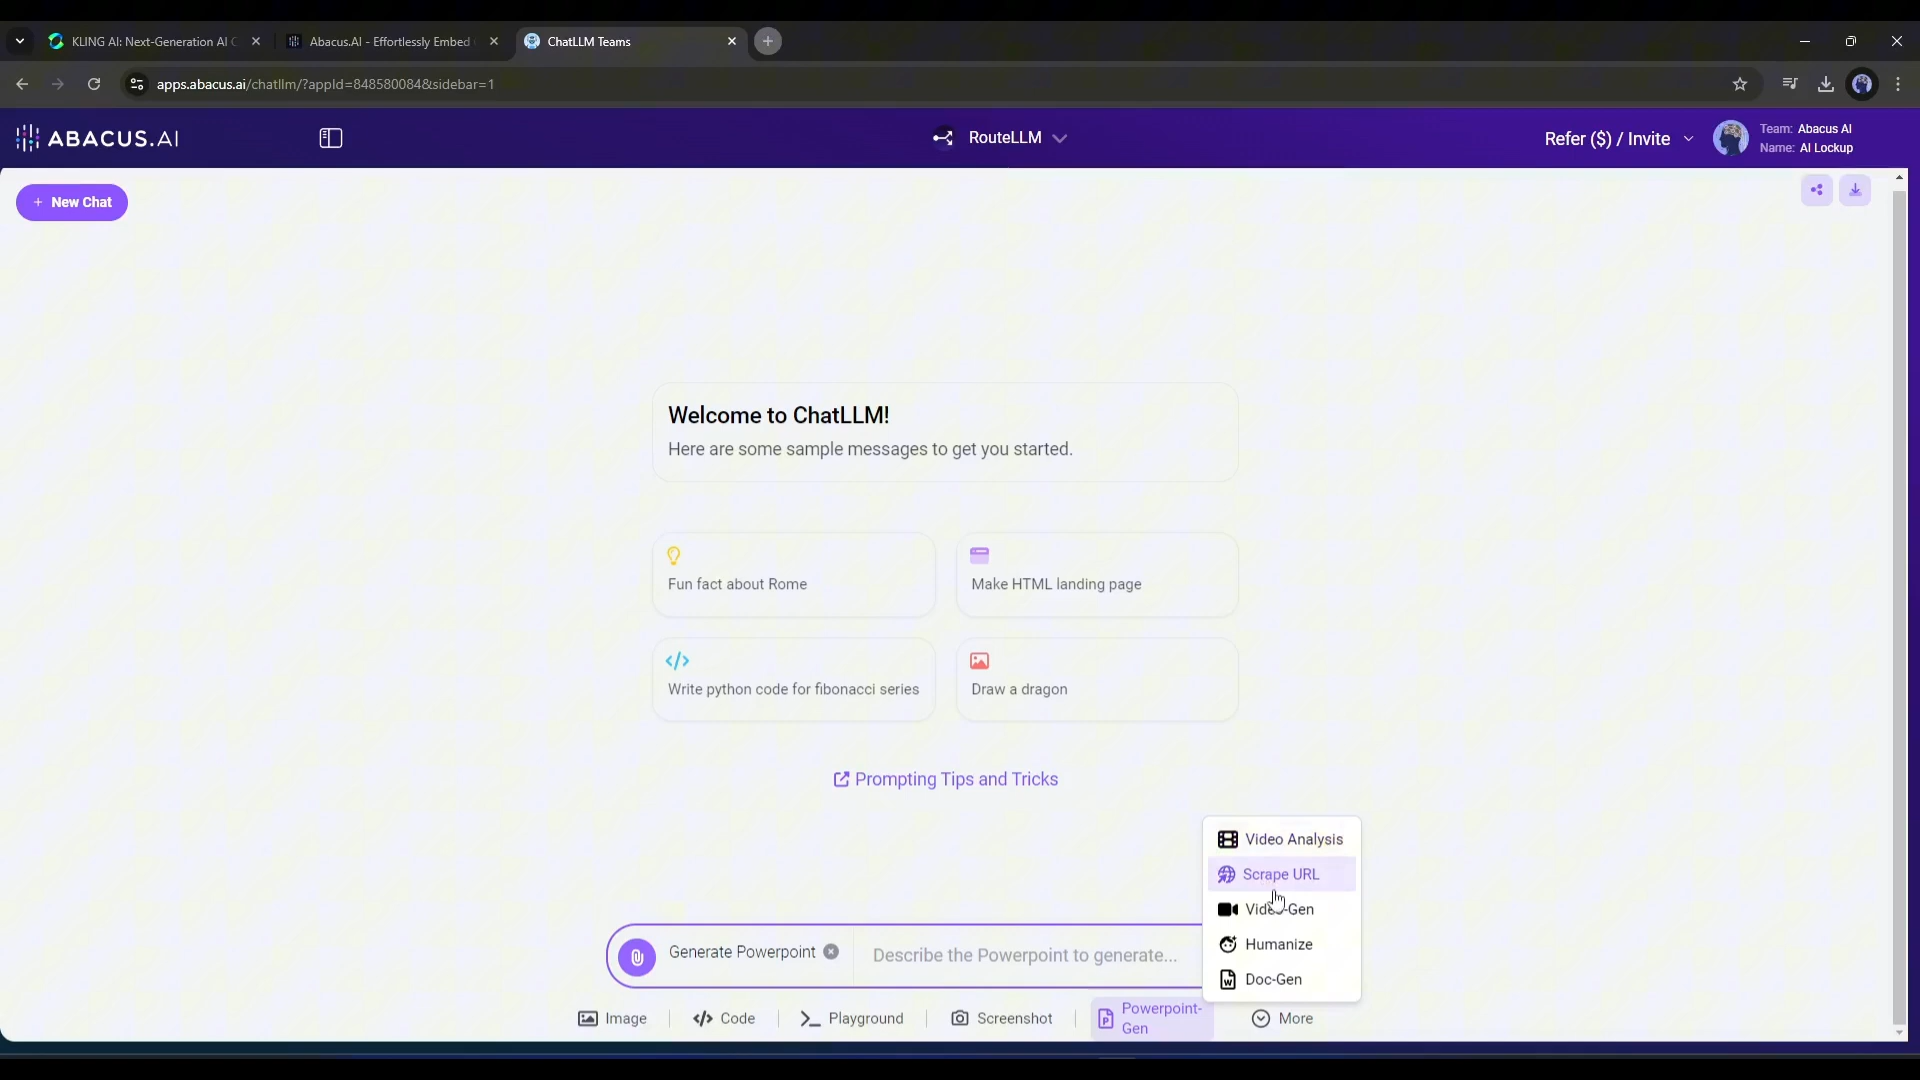 KLING AI: Next-Generation AI C
Abacus.AI - Effortlessly Embed
ChatLLM Teams
apps.abacus.ai/chatllm/?appId=848580084&sidebar=1
ABACUS.AI
RouteLLM
Refer ($) / Invite
Team: Abacus AI
Name: AI Lockup
+ New Chat
Welcome to ChatLLM!
Here are some sample messages to get you started.
Fun fact about Rome
Make HTML landing page
Write python code for fibonacci series
Draw a dragon
Prompting Tips and Tricks
Video Analysis
Scrape URL
Video-Gen
Humanize
Doc-Gen
Generate Powerpoint
Describe the Powerpoint to generate...
Image
Code
Playground
Screenshot
Powerpoint-
Gen
More